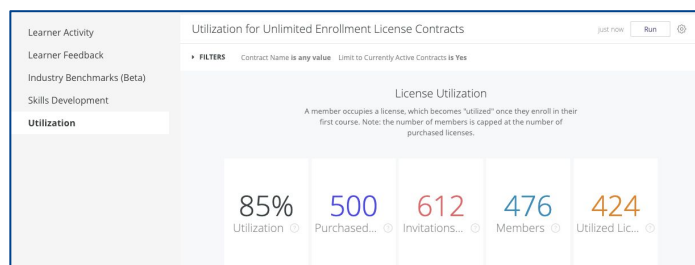 Learner Activity
Learner Feedback
Industry Benchmarks (Beta)
Skills Development
Utilization
Utilization for Unlimited Enrollment License Contracts
just now Run
FILTERS Contract Name is any value Limit to Currently Active Contracts is Yes
License Utilization
A member occupies a license, which becomes "utilized" once they enroll in their
first course. Note: the number of members is capped at the number of
purchased licenses.
85% 500 612 476 424
Utilization ? Purchased... ? Invitations... ? Members ? Utilized Lic... ?